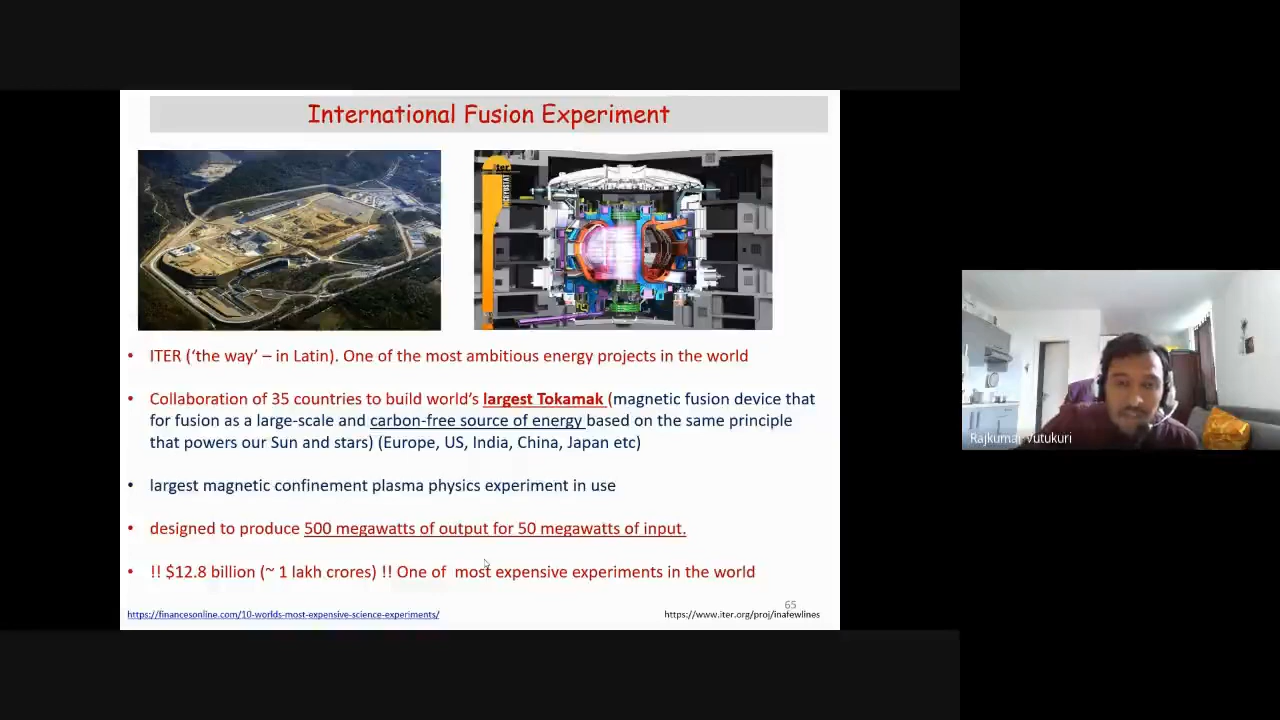 International Fusion Experiment
iter
CRYOSTAT
• ITER (‘the way’ – in Latin). One of the most ambitious energy projects in the world
• Collaboration of 35 countries to build world’s largest Tokamak (magnetic fusion device that
for fusion as a large-scale and carbon-free source of energy based on the same principle
that powers our Sun and stars) (Europe, US, India, China, Japan etc)
• largest magnetic confinement plasma physics experiment in use
• designed to produce 500 megawatts of output for 50 megawatts of input.
• !! $12.8 billion (~ 1 lakh crores) !! One of most expensive experiments in the world
65
https://financesonline.com/10-worlds-most-expensive-science-experiments/
https://www.iter.org/proj/inafewlines
Rajkumar Vutukuri